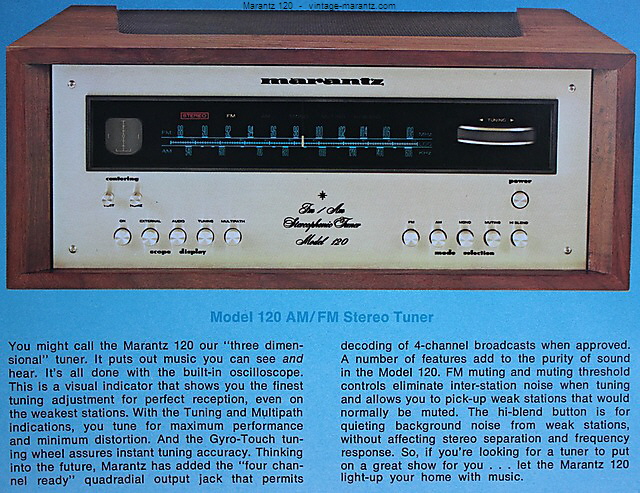 Marantz 120 - vintage-marantz.com
marantz
STEREO FM
FM MHz
AM KHz
TUNING
centering
power
ON EXTERNAL AUDIO TUNING MULTIPATH
scope display
Fm / Am
Stereophonic Tuner
Model 120
FM AM MONO MUTING HI BLEND
mode selection
Model 120 AM/FM Stereo Tuner
You might call the Marantz 120 our "three dimen-
sional" tuner. It puts out music you can see and
hear. It's all done with the built-in oscilloscope.
This is a visual indicator that shows you the finest
tuning adjustment for perfect reception, even on
the weakest stations. With the Tuning and Multipath
indications, you tune for maximum performance
and minimum distortion. And the Gyro-Touch tun-
ing wheel assures instant tuning accuracy. Thinking
into the future, Marantz has added the "four chan-
nel ready" quadradial output jack that permits
decoding of 4-channel broadcasts when approved.
A number of features add to the purity of sound
in the Model 120. FM muting and muting threshold
controls eliminate inter-station noise when tuning
and allows you to pick-up weak stations that would
normally be muted. The hi-blend button is for
quieting background noise from weak stations,
without affecting stereo separation and frequency
response. So, if you're looking for a tuner to put
on a great show for you . . . let the Marantz 120
light-up your home with music.